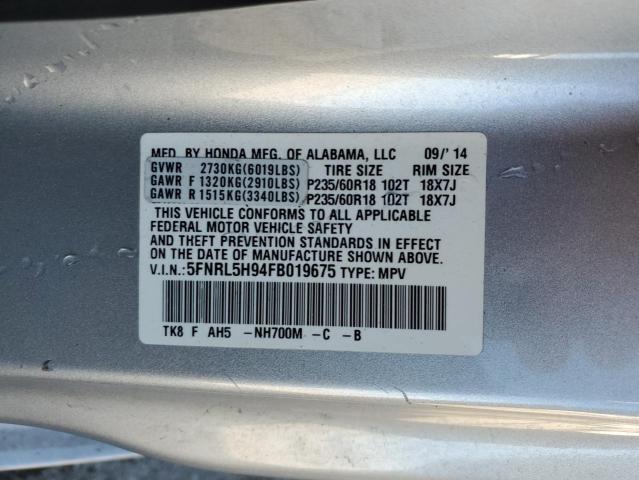 MFD. BY HONDA MFG. OF ALABAMA, LLC 09/'14
TIRE SIZE RIM SIZE
GVWR 2730KG(6019LBS)
GAWR F 1320KG(2910LBS) P235/60R18 102T 18X7J
GAWR R 1515KG(3340LBS) P235/60R18 102T 18X7J
THIS VEHICLE CONFORMS TO ALL APPLICABLE
FEDERAL MOTOR VEHICLE SAFETY
AND THEFT PREVENTION STANDARDS IN EFFECT
ON THE DATE OF MANUFACTURE SHOWN ABOVE.
V.I.N.: 5FNRL5H94FB019675 TYPE: MPV
TK8 F AH5 -NH700M -C -B